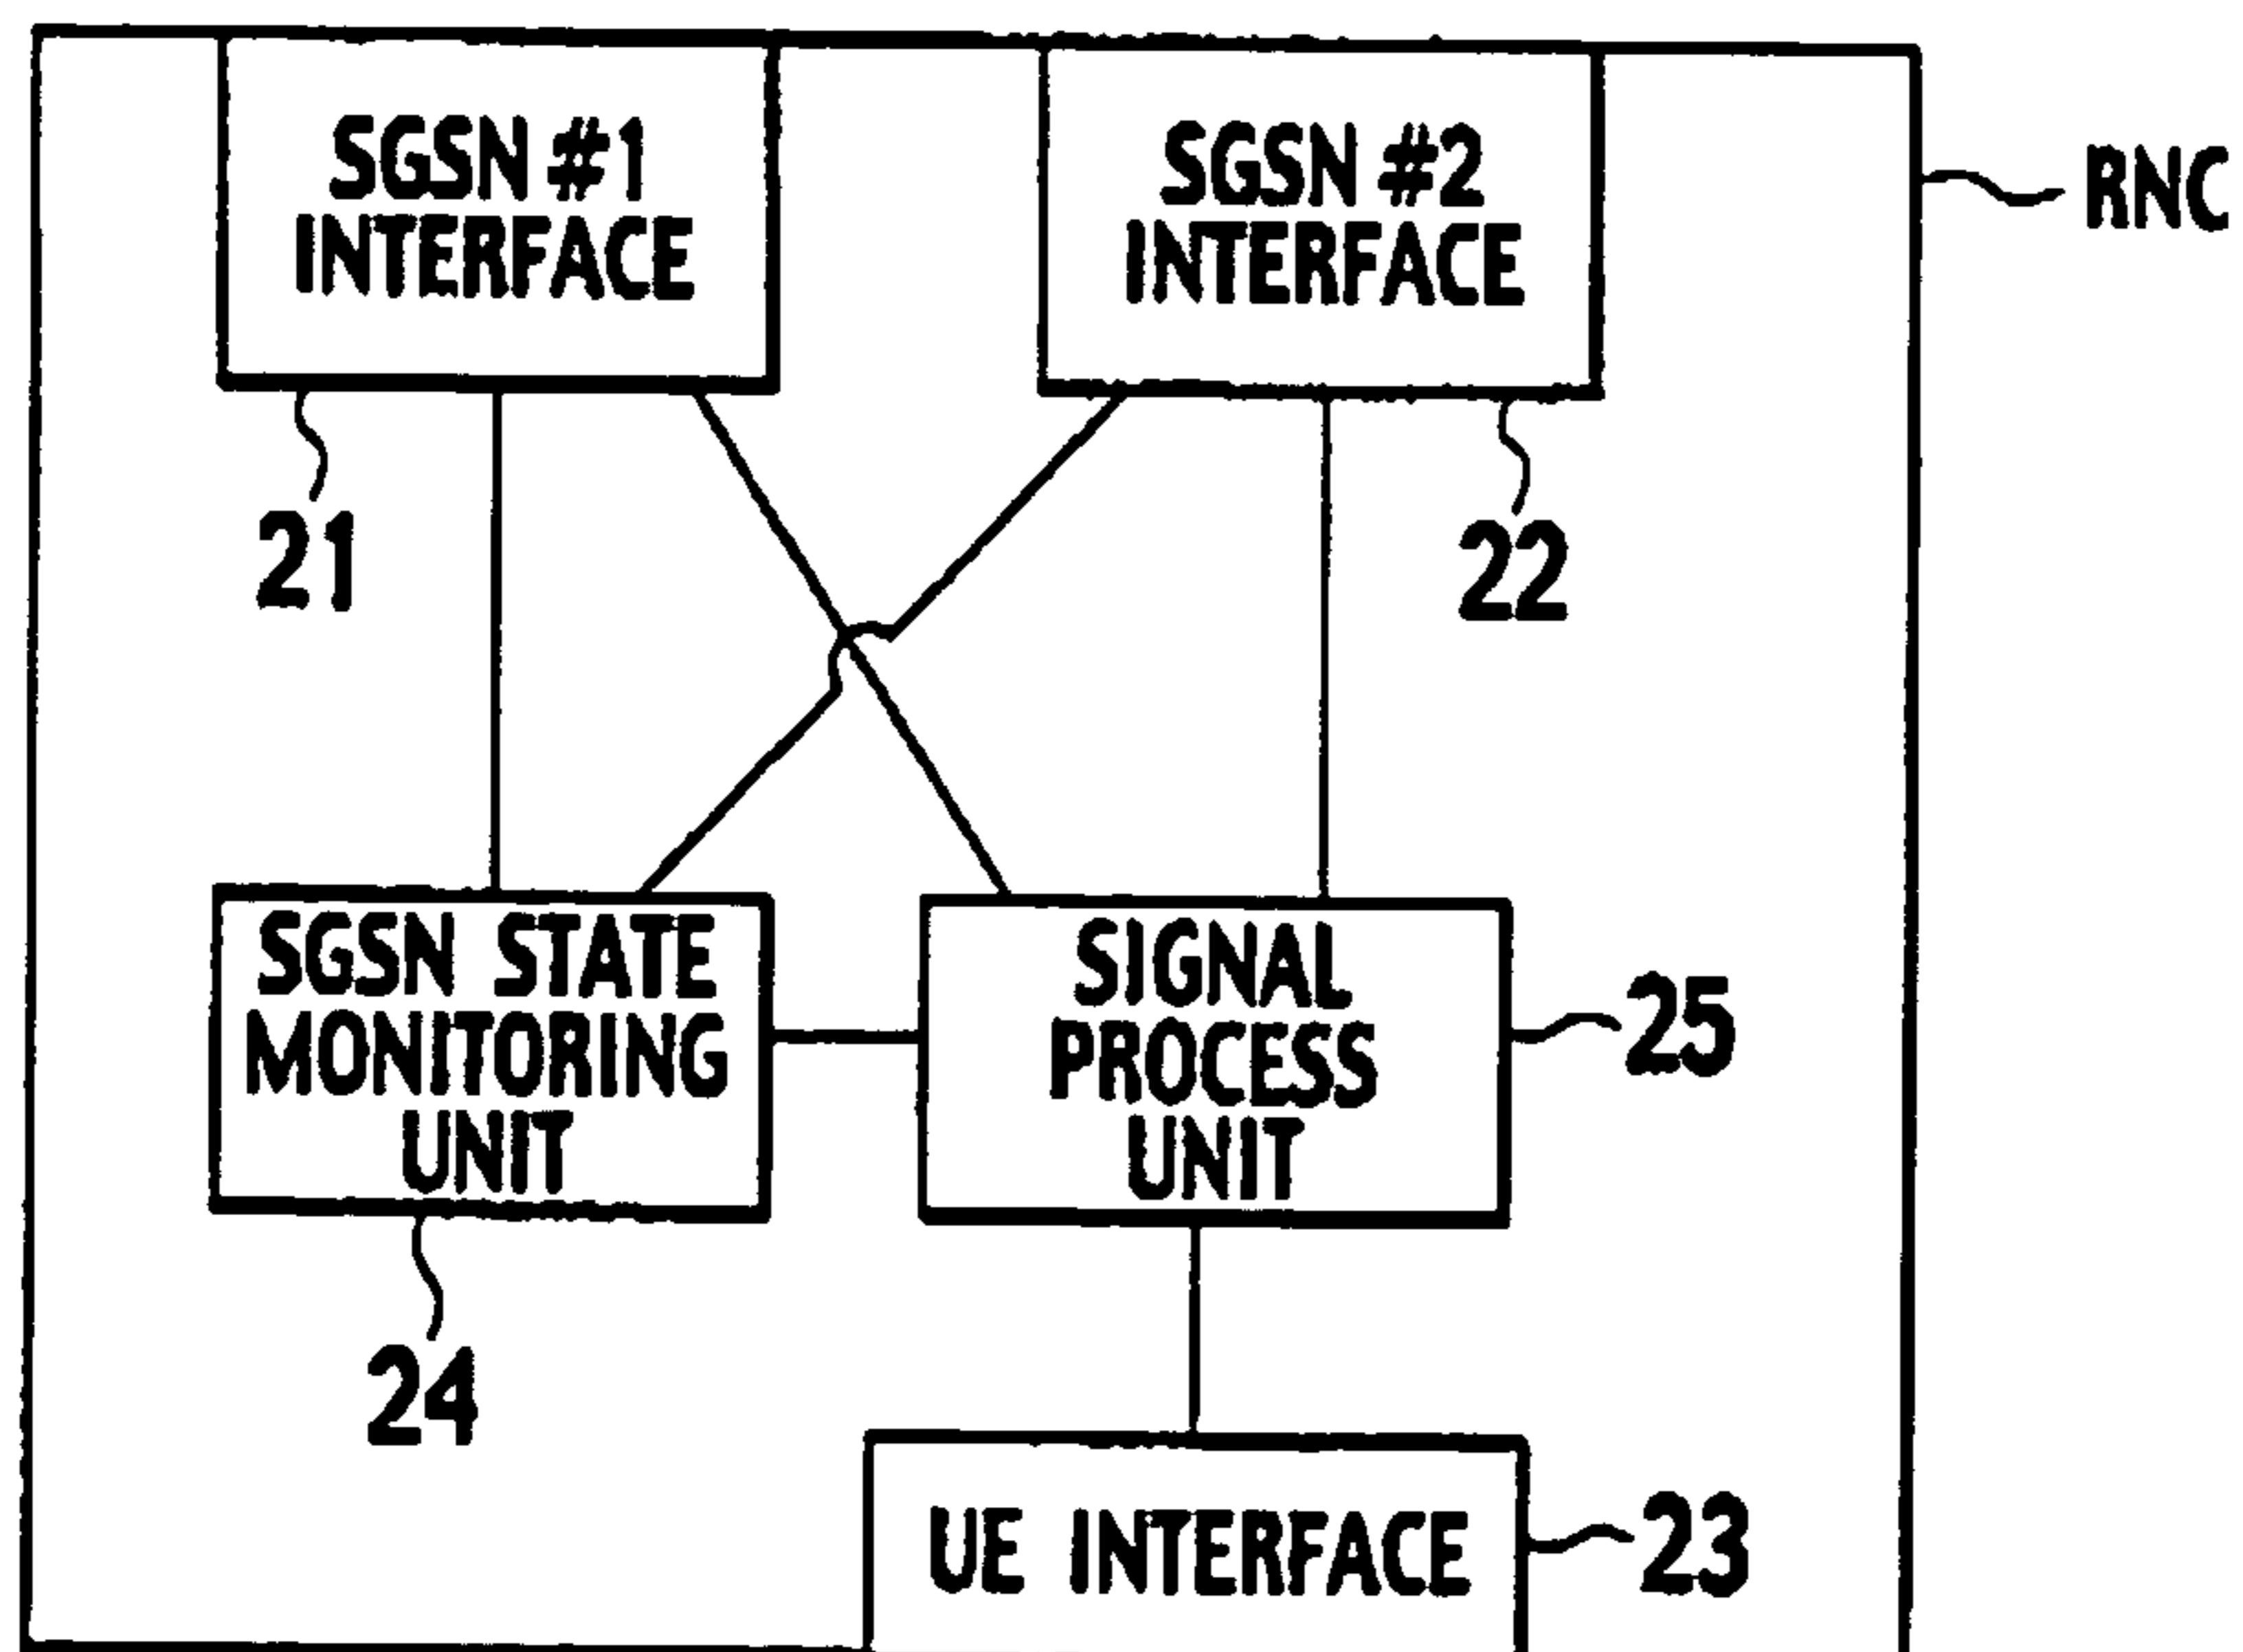 SGSN #1
INTERFACE
SGSN #2
INTERFACE
RNC
21
22
SGSN STATE
MONITORING
UNIT
SIGNAL
PROCESS
UNIT
25
24
UE INTERFACE
23